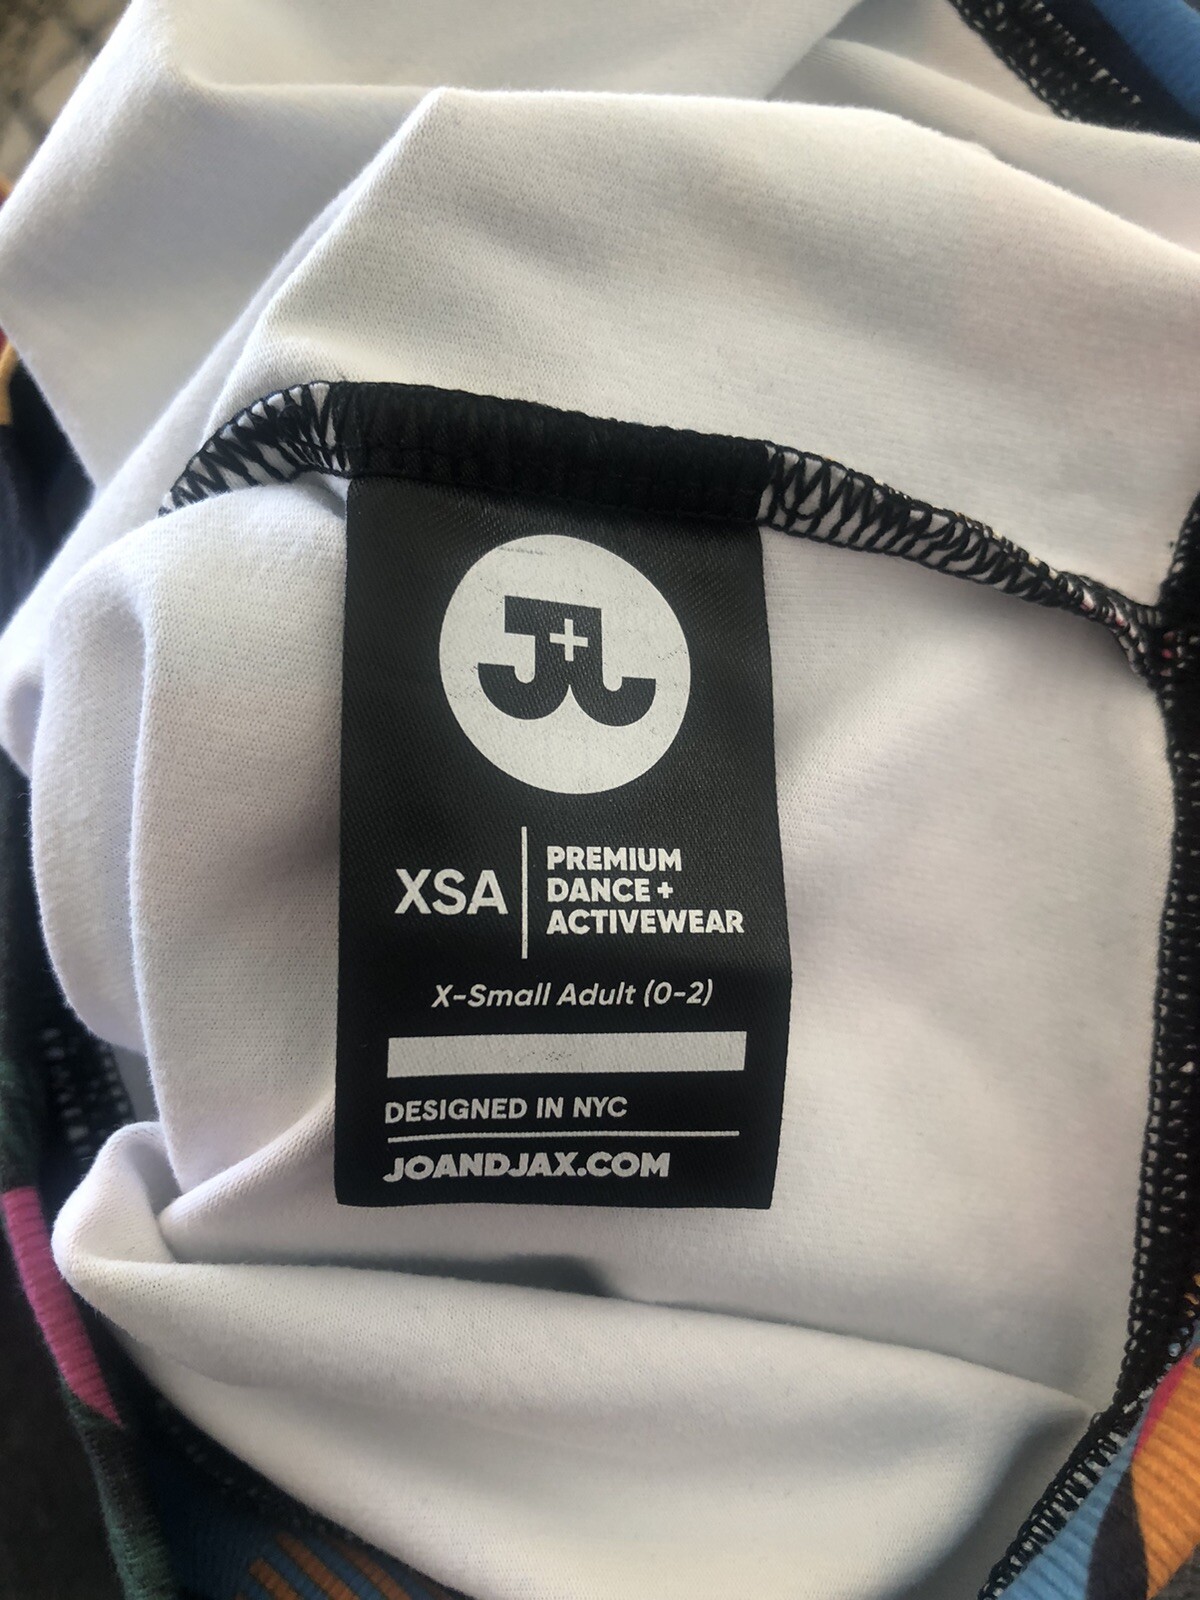 J+J
XSA
PREMIUM
DANCE +
ACTIVEWEAR
X-Small Adult (0-2)
DESIGNED IN NYC
JOANDJAX.COM